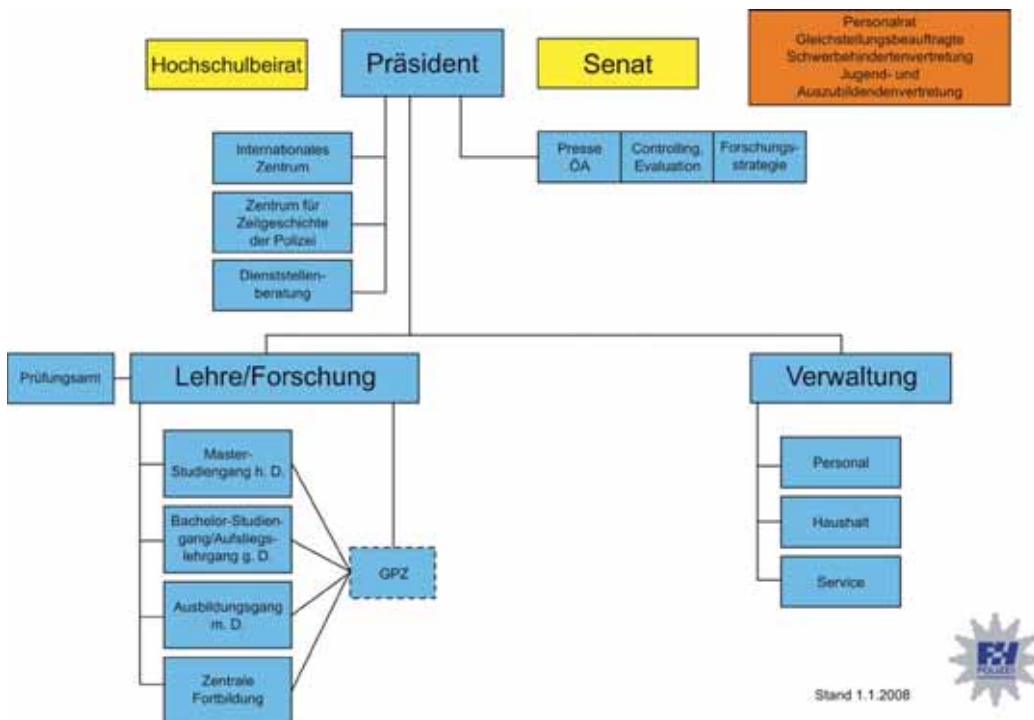 Hochschulbeirat
Präsident
Senat
Personalrat
Gleichstellungsbeauftragte
Schwerbehindertenvertretung
Jugend- und
Auszubildendenvertretung
Internationales
Zentrum
Presse
ÖA
Controlling,
Evaluation
Forschungs-
strategie
Zentrum für
Zeitgeschichte
der Polizei
Dienststellen-
beratung
Prüfungsamt
Lehre/Forschung
Verwaltung
Master-
Studiengang h. D.
Bachelor-Studien-
gang/Aufstiegs-
lehrgang g. D.
Ausbildungsgang
m. D
Zentrale
Fortbildung
GPZ
Personal
Haushalt
Service
POLIZEI
Stand 1.1.2008